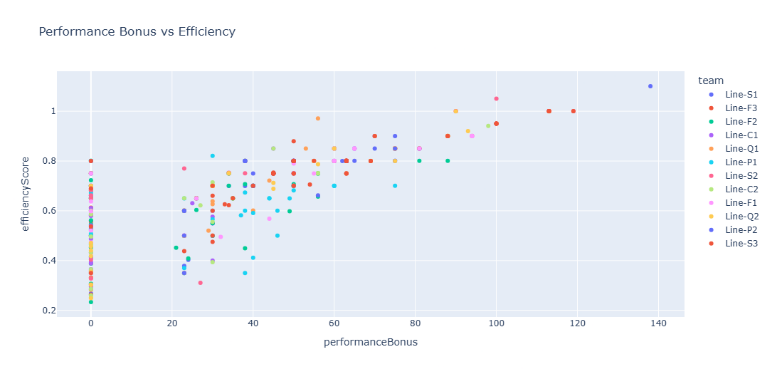 Performance Bonus vs Efficiency
team
Line-S1
Line-F3
Line-F2
Line-C1
Line-Q1
Line-P1
Line-S2
Line-C2
Line-F1
Line-Q2
Line-P2
Line-S3
efficiencyScore
1
0.8
0.6
0.4
0.2
0 20 40 60 80 100 120 140
performanceBonus